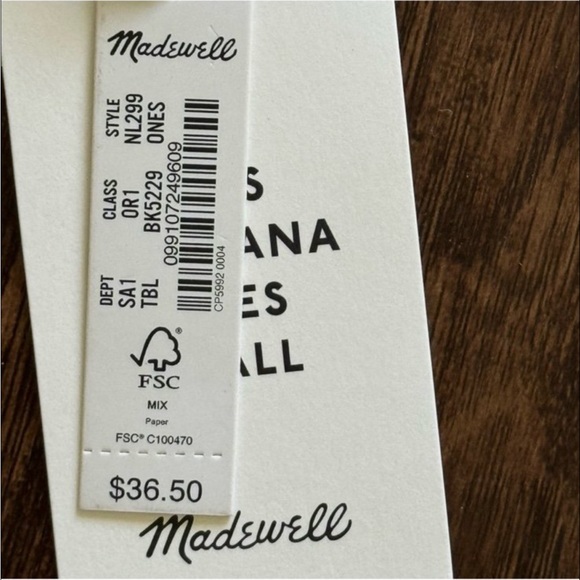 Madewell
STYLE
NL299
ONES
CLASS
OR1
BK5229
DEPT
SA1
TBL
099107249609
CP5992 0004
FSC®
MIX
Paper
FSC® C100470
$36.50
S
ANA
ES
ALL
Madewell